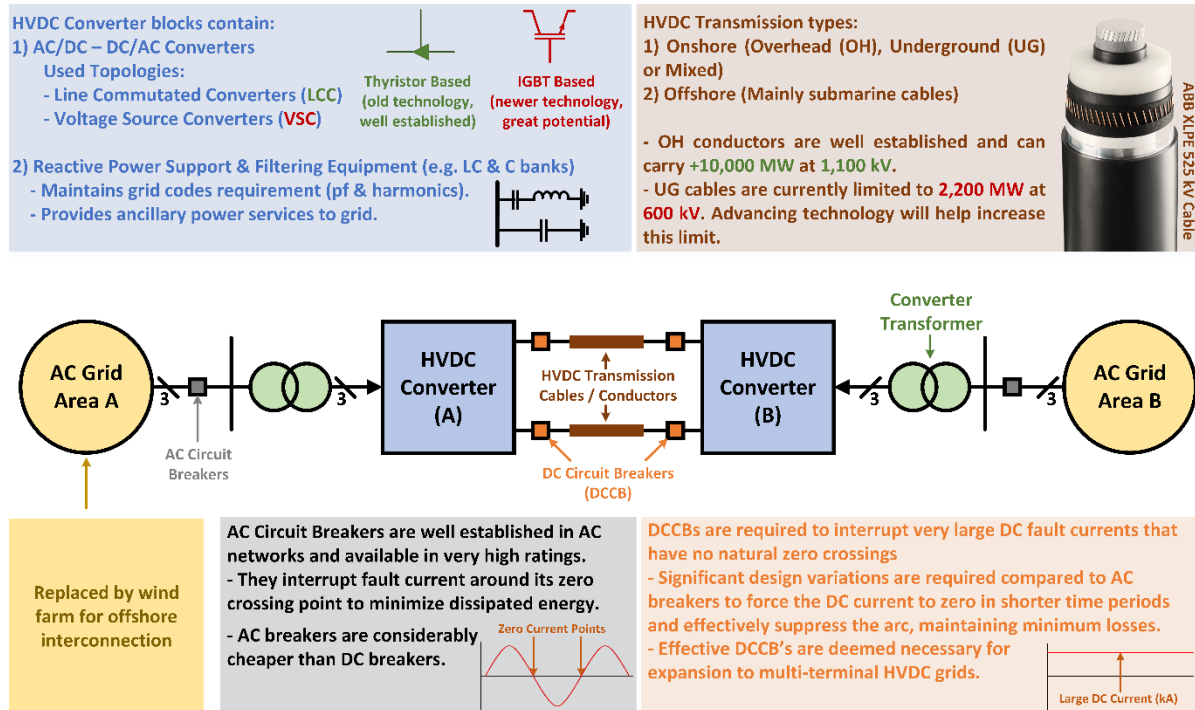 HVDC Converter blocks contain:
1) AC/DC – DC/AC Converters
Used Topologies:
- Line Commutated Converters (LCC)
- Voltage Source Converters (VSC)
Thyristor Based
(old technology,
well established)
IGBT Based
(newer technology,
great potential)
2) Reactive Power Support & Filtering Equipment (e.g. LC & C banks)
- Maintains grid codes requirement (pf & harmonics).
- Provides ancillary power services to grid.
HVDC Transmission types:
1) Onshore (Overhead (OH), Underground (UG)
or Mixed)
2) Offshore (Mainly submarine cables)
- OH conductors are well established and can
carry +10,000 MW at 1,100 kV.
- UG cables are currently limited to 2,200 MW at
600 kV. Advancing technology will help increase
this limit.
ABB XLPE 525 kV Cable
AC Grid
Area A
3
AC Circuit
Breakers
3
HVDC
Converter
(A)
HVDC Transmission
Cables / Conductors
DC Circuit Breakers
(DCCB)
HVDC
Converter
(B)
3
Converter
Transformer
3
AC Grid
Area B
Replaced by wind
farm for offshore
interconnection
AC Circuit Breakers are well established in AC
networks and available in very high ratings.
- They interrupt fault current around its zero
crossing point to minimize dissipated energy.
- AC breakers are considerably
cheaper than DC breakers.
Zero Current Points
DCCBs are required to interrupt very large DC fault currents that
have no natural zero crossings
- Significant design variations are required compared to AC
breakers to force the DC current to zero in shorter time periods
and effectively suppress the arc, maintaining minimum losses.
- Effective DCCB's are deemed necessary for
expansion to multi-terminal HVDC grids.
Large DC Current (kA)